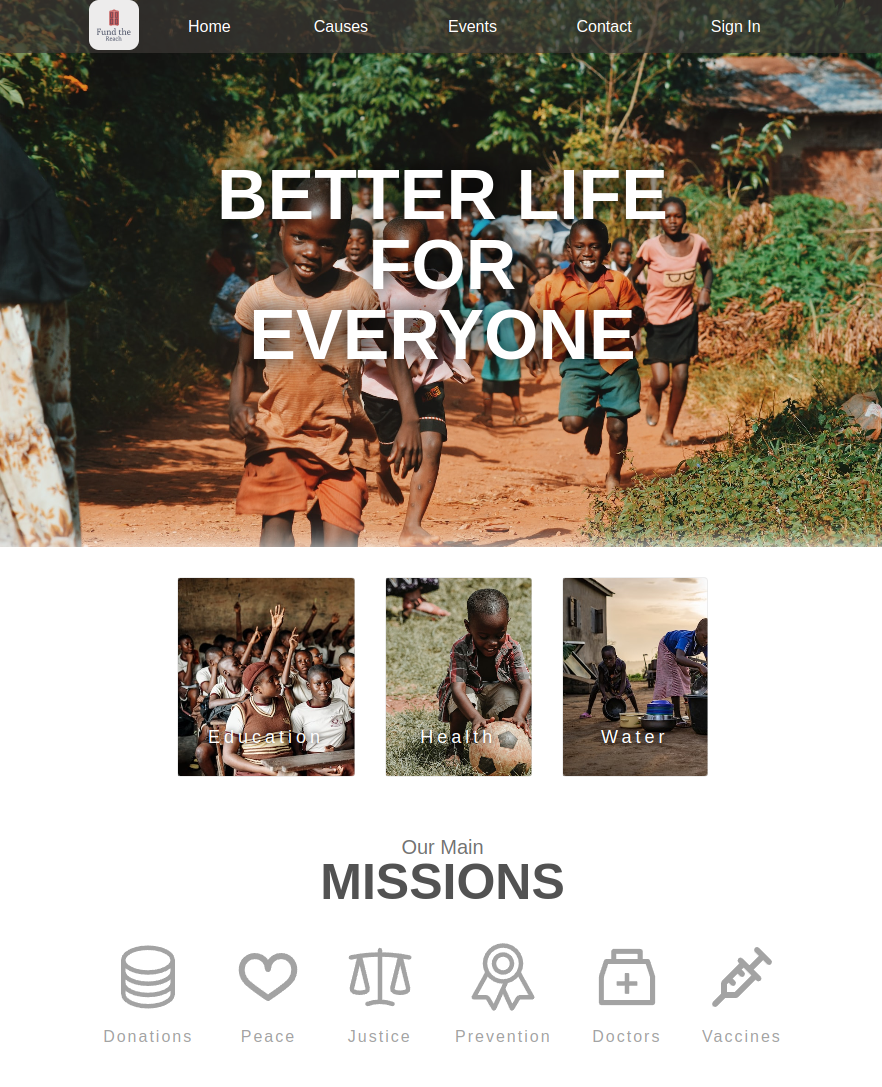 Fund the
Reach
Home
Causes
Events
Contact
Sign In
BETTER LIFE
FOR
EVERYONE
Education
Health
Water
Our Main
MISSIONS
Donations
Peace
Justice
Prevention
Doctors
Vaccines